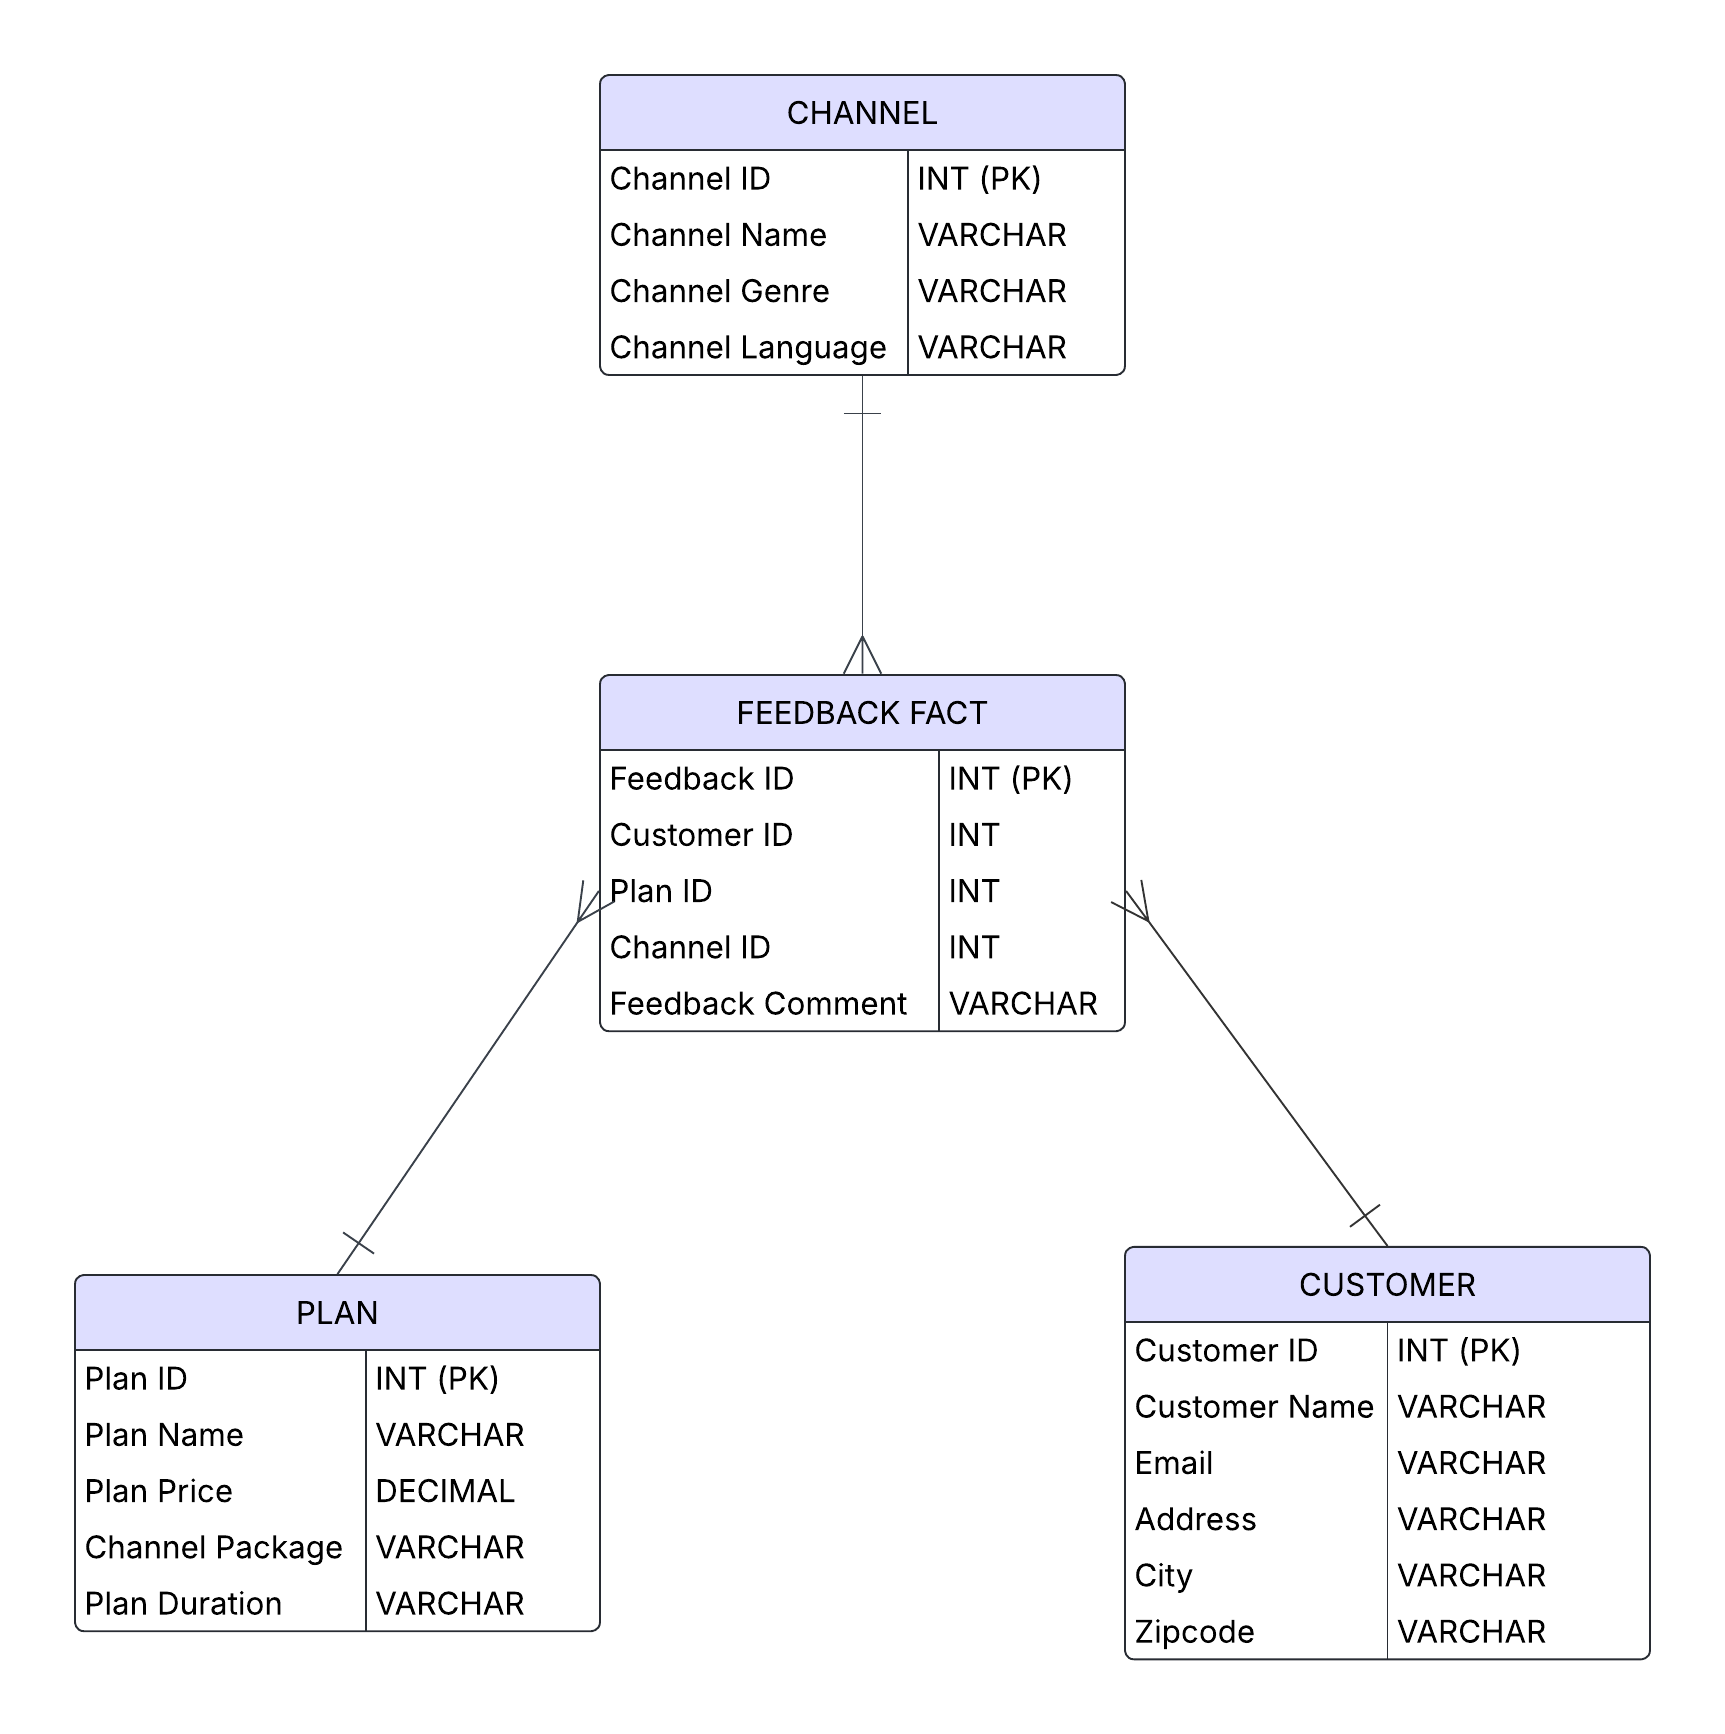 CHANNEL
Channel ID INT (PK)
Channel Name VARCHAR
Channel Genre VARCHAR
Channel Language VARCHAR
FEEDBACK FACT
Feedback ID INT (PK)
Customer ID INT
Plan ID INT
Channel ID INT
Feedback Comment VARCHAR
PLAN
Plan ID INT (PK)
Plan Name VARCHAR
Plan Price DECIMAL
Channel Package VARCHAR
Plan Duration VARCHAR
CUSTOMER
Customer ID INT (PK)
Customer Name VARCHAR
Email VARCHAR
Address VARCHAR
City VARCHAR
Zipcode VARCHAR